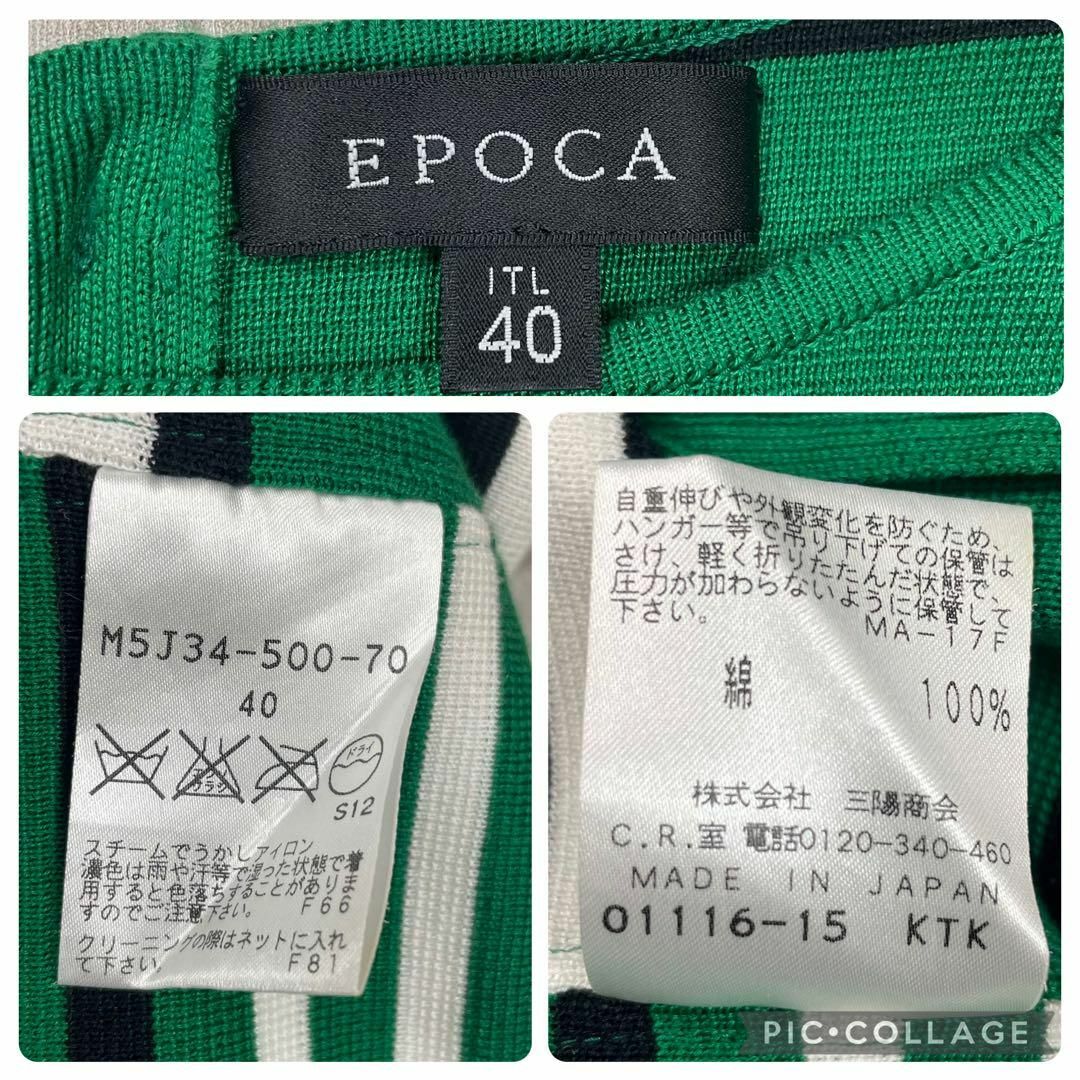 EPOCA
ITL
40
M5J34-500-70
40
エンソサラシ
ドライ
S12
スチームでうかしアイロン
濃色は雨や汗等で湿った状態で着
用すると色落ちすることがありま
すのでご注意下さい。 F66
クリーニングの際はネットに入れ
て下さい。 F81
自重伸びや外観変化を防ぐため、
ハンガー等で吊り下げての保管は
さけ、軽く折りたたんだ状態で、
圧力が加わらないように保管して
下さい。 MA-17F
綿 100%
株式会社 三陽商会
C.R.室 電話0120-340-460
MADE IN JAPAN
01116-15 KTK
PIC•COLLAGE